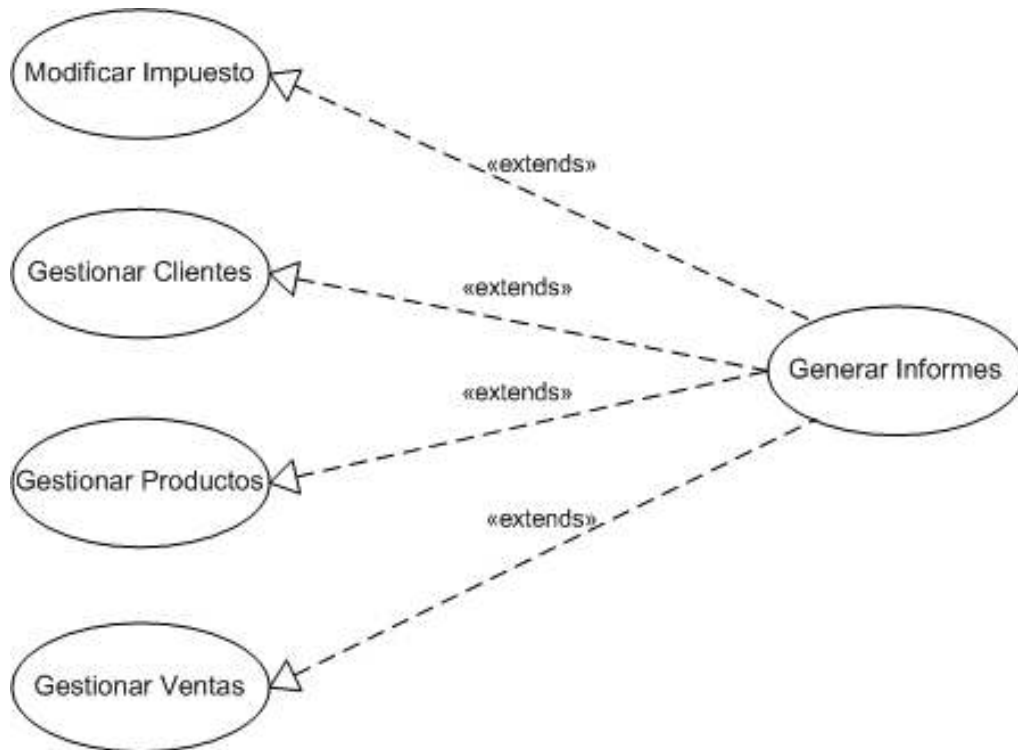 Modificar Impuesto
«extends»
Gestionar Clientes
«extends»
Generar Informes
«extends»
Gestionar Productos
«extends»
Gestionar Ventas